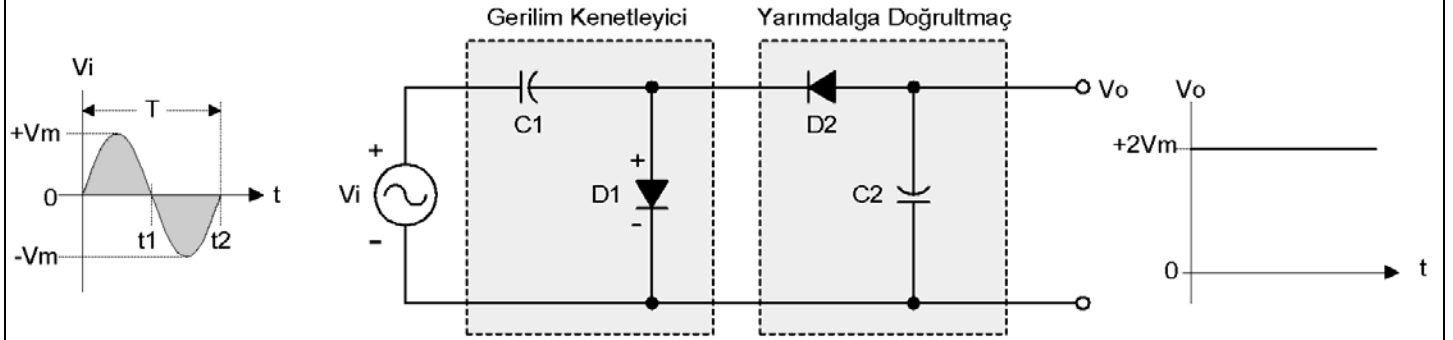 Gerilim Kenetleyici
Yarımdalga Doğrultmaç
Vi
T
+Vm
0
-Vm
t1
t2
t
+
Vi
-
C1
+
D1
-
D2
C2
Vo
Vo
+2Vm
0
t